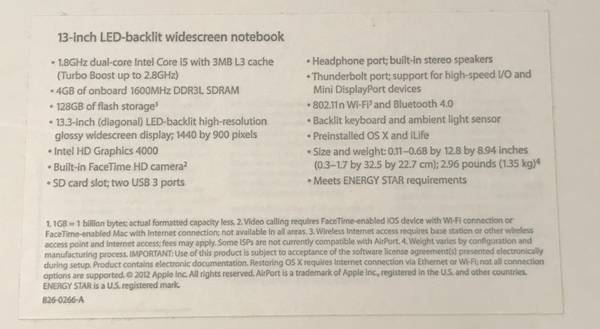 13-inch LED-backlit widescreen notebook
• 1.8GHz dual-core Intel Core i5 with 3MB L3 cache
(Turbo Boost up to 2.8GHz)
• 4GB of onboard 1600MHz DDR3L SDRAM
• 128GB of flash storage¹
• 13.3-inch (diagonal) LED-backlit high-resolution
glossy widescreen display; 1440 by 900 pixels
• Intel HD Graphics 4000
• Built-in FaceTime HD camera²
• SD card slot; two USB 3 ports
• Headphone port; built-in stereo speakers
• Thunderbolt port; support for high-speed I/O and
Mini DisplayPort devices
• 802.11n Wi-Fi³ and Bluetooth 4.0
• Backlit keyboard and ambient light sensor
• Preinstalled OS X and iLife
• Size and weight: 0.11–0.68 by 12.8 by 8.94 inches
(0.3–1.7 by 32.5 by 22.7 cm); 2.96 pounds (1.35 kg)⁴
• Meets ENERGY STAR requirements
1. 1GB = 1 billion bytes; actual formatted capacity less. 2. Video calling requires FaceTime-enabled iOS device with Wi-Fi connection or
FaceTime-enabled Mac with Internet connection; not available in all areas. 3. Wireless Internet access requires base station or other wireless
access point and Internet access; fees may apply. Some ISPs are not currently compatible with AirPort. 4. Weight varies by configuration and
manufacturing process. IMPORTANT: Use of this product is subject to acceptance of the software license agreement(s) presented electronically
during setup. Product contains electronic documentation. Restoring OS X requires Internet connection via Ethernet or Wi-Fi; not all connection
options are supported. © 2012 Apple Inc. All rights reserved. AirPort is a trademark of Apple Inc., registered in the U.S. and other countries.
ENERGY STAR is a U.S. registered mark.
826-0266-A